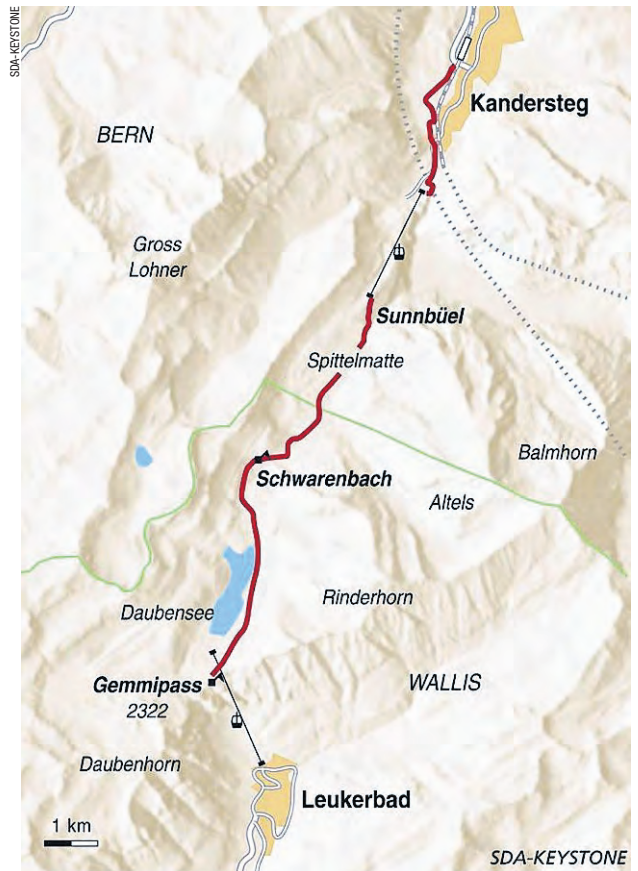 SDA-KEYSTONE
Kandersteg
BERN
Gross
Lohner
Sunnbüel
Spittelmatte
Balmhorn
Schwarenbach
Altels
Rinderhorn
Daubensee
Gemmipass
2322
WALLIS
Daubenhorn
Leukerbad
1 km
SDA-KEYSTONE